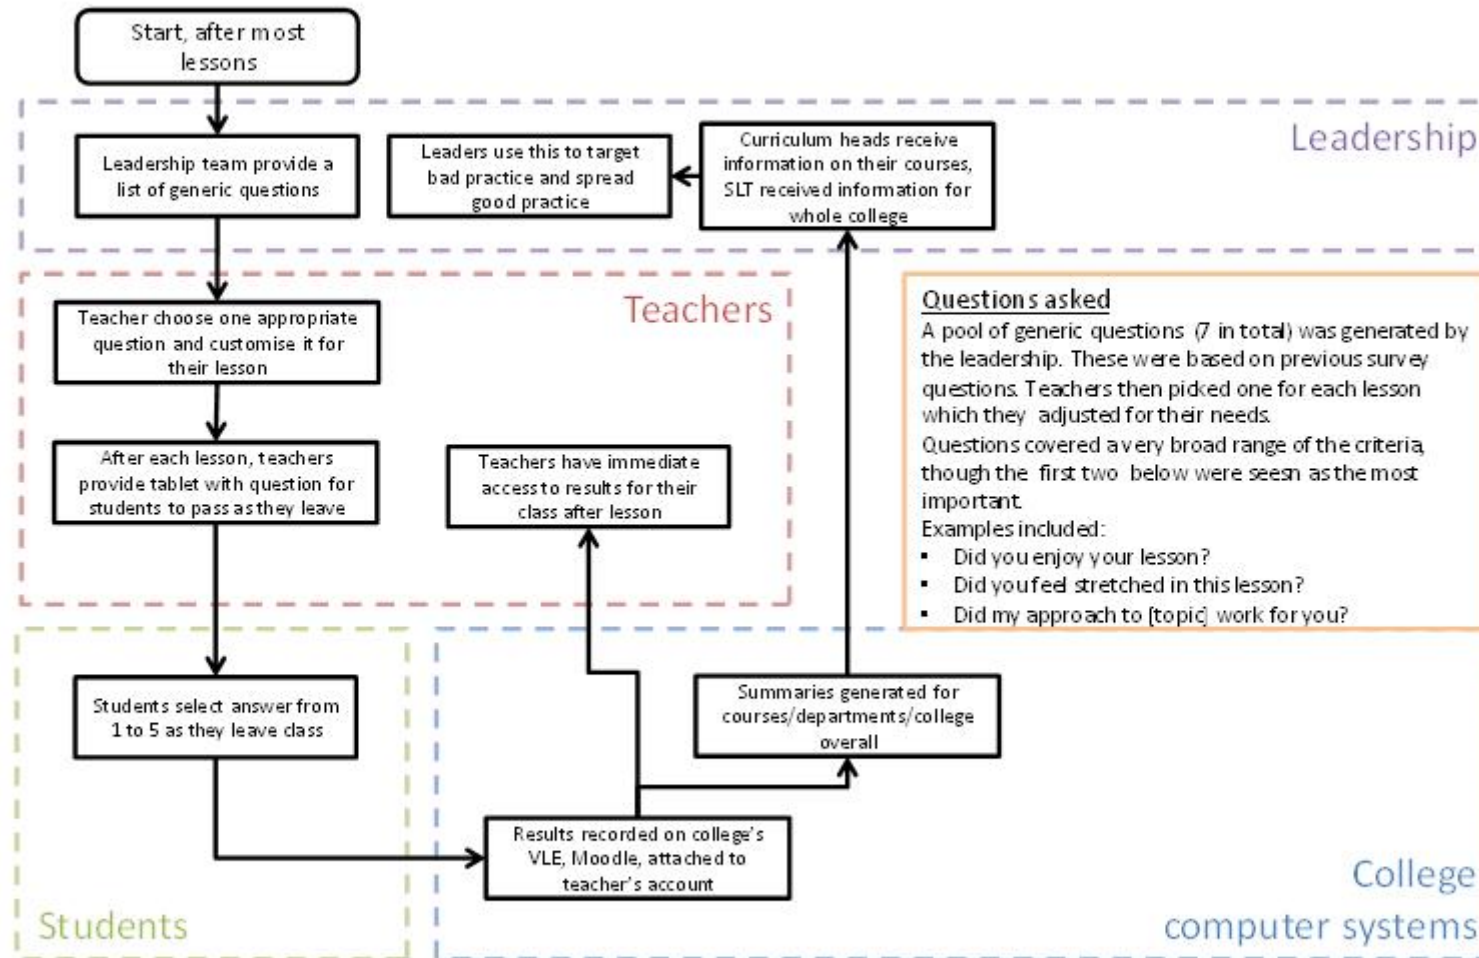 Start, after most
lessons
Leadership
Leadership team provide a
list of generic questions
Leaders use this to target
bad practice and spread
good practice
Curriculum heads receive
information on their courses,
SLT received information for
whole college
Teachers
Teacher choose one appropriate
question and customise it for
their lesson
After each lesson, teachers
provide tablet with question for
students to pass as they leave
Teachers have immediate
access to results for their
class after lesson
Questions asked
A pool of generic questions (7 in total) was generated by
the leadership. These were based on previous survey
questions. Teachers then picked one for each lesson
which they adjusted for their needs.
Questions covered a very broad range of the criteria,
though the first two below were seesn as the most
important.
Examples included:
▪ Did you enjoy your lesson?
▪ Did you feel stretched in this lesson?
▪ Did my approach to [topic] work for you?
Students select answer from
1 to 5 as they leave class
Summaries generated for
courses/departments/college
overall
Results recorded on college's
VLE, Moodle, attached to
teacher's account
Students
College
computer systems